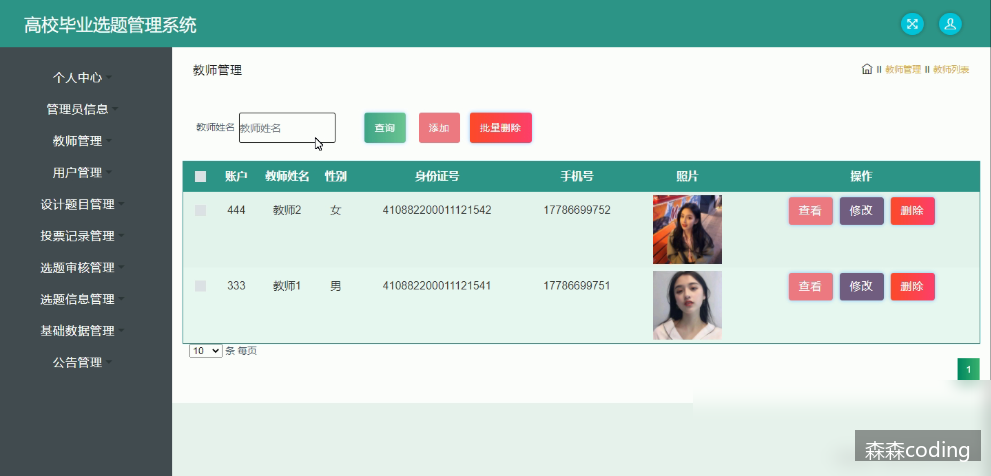 高校毕业选题管理系统
个人中心
管理员信息
教师管理
用户管理
设计题目管理
投票记录管理
选题审核管理
选题信息管理
基础数据管理
公告管理
教师管理
教师管理 教师列表
教师姓名 教师姓名 查询 添加 批量删除
账户 教师姓名 性别 身份证号 手机号 照片 操作
444 教师2 女 410882200011121542 17786699752 查看 修改 删除
333 教师1 男 410882200011121541 17786699751 查看 修改 删除
10 条 每页
1
森森coding